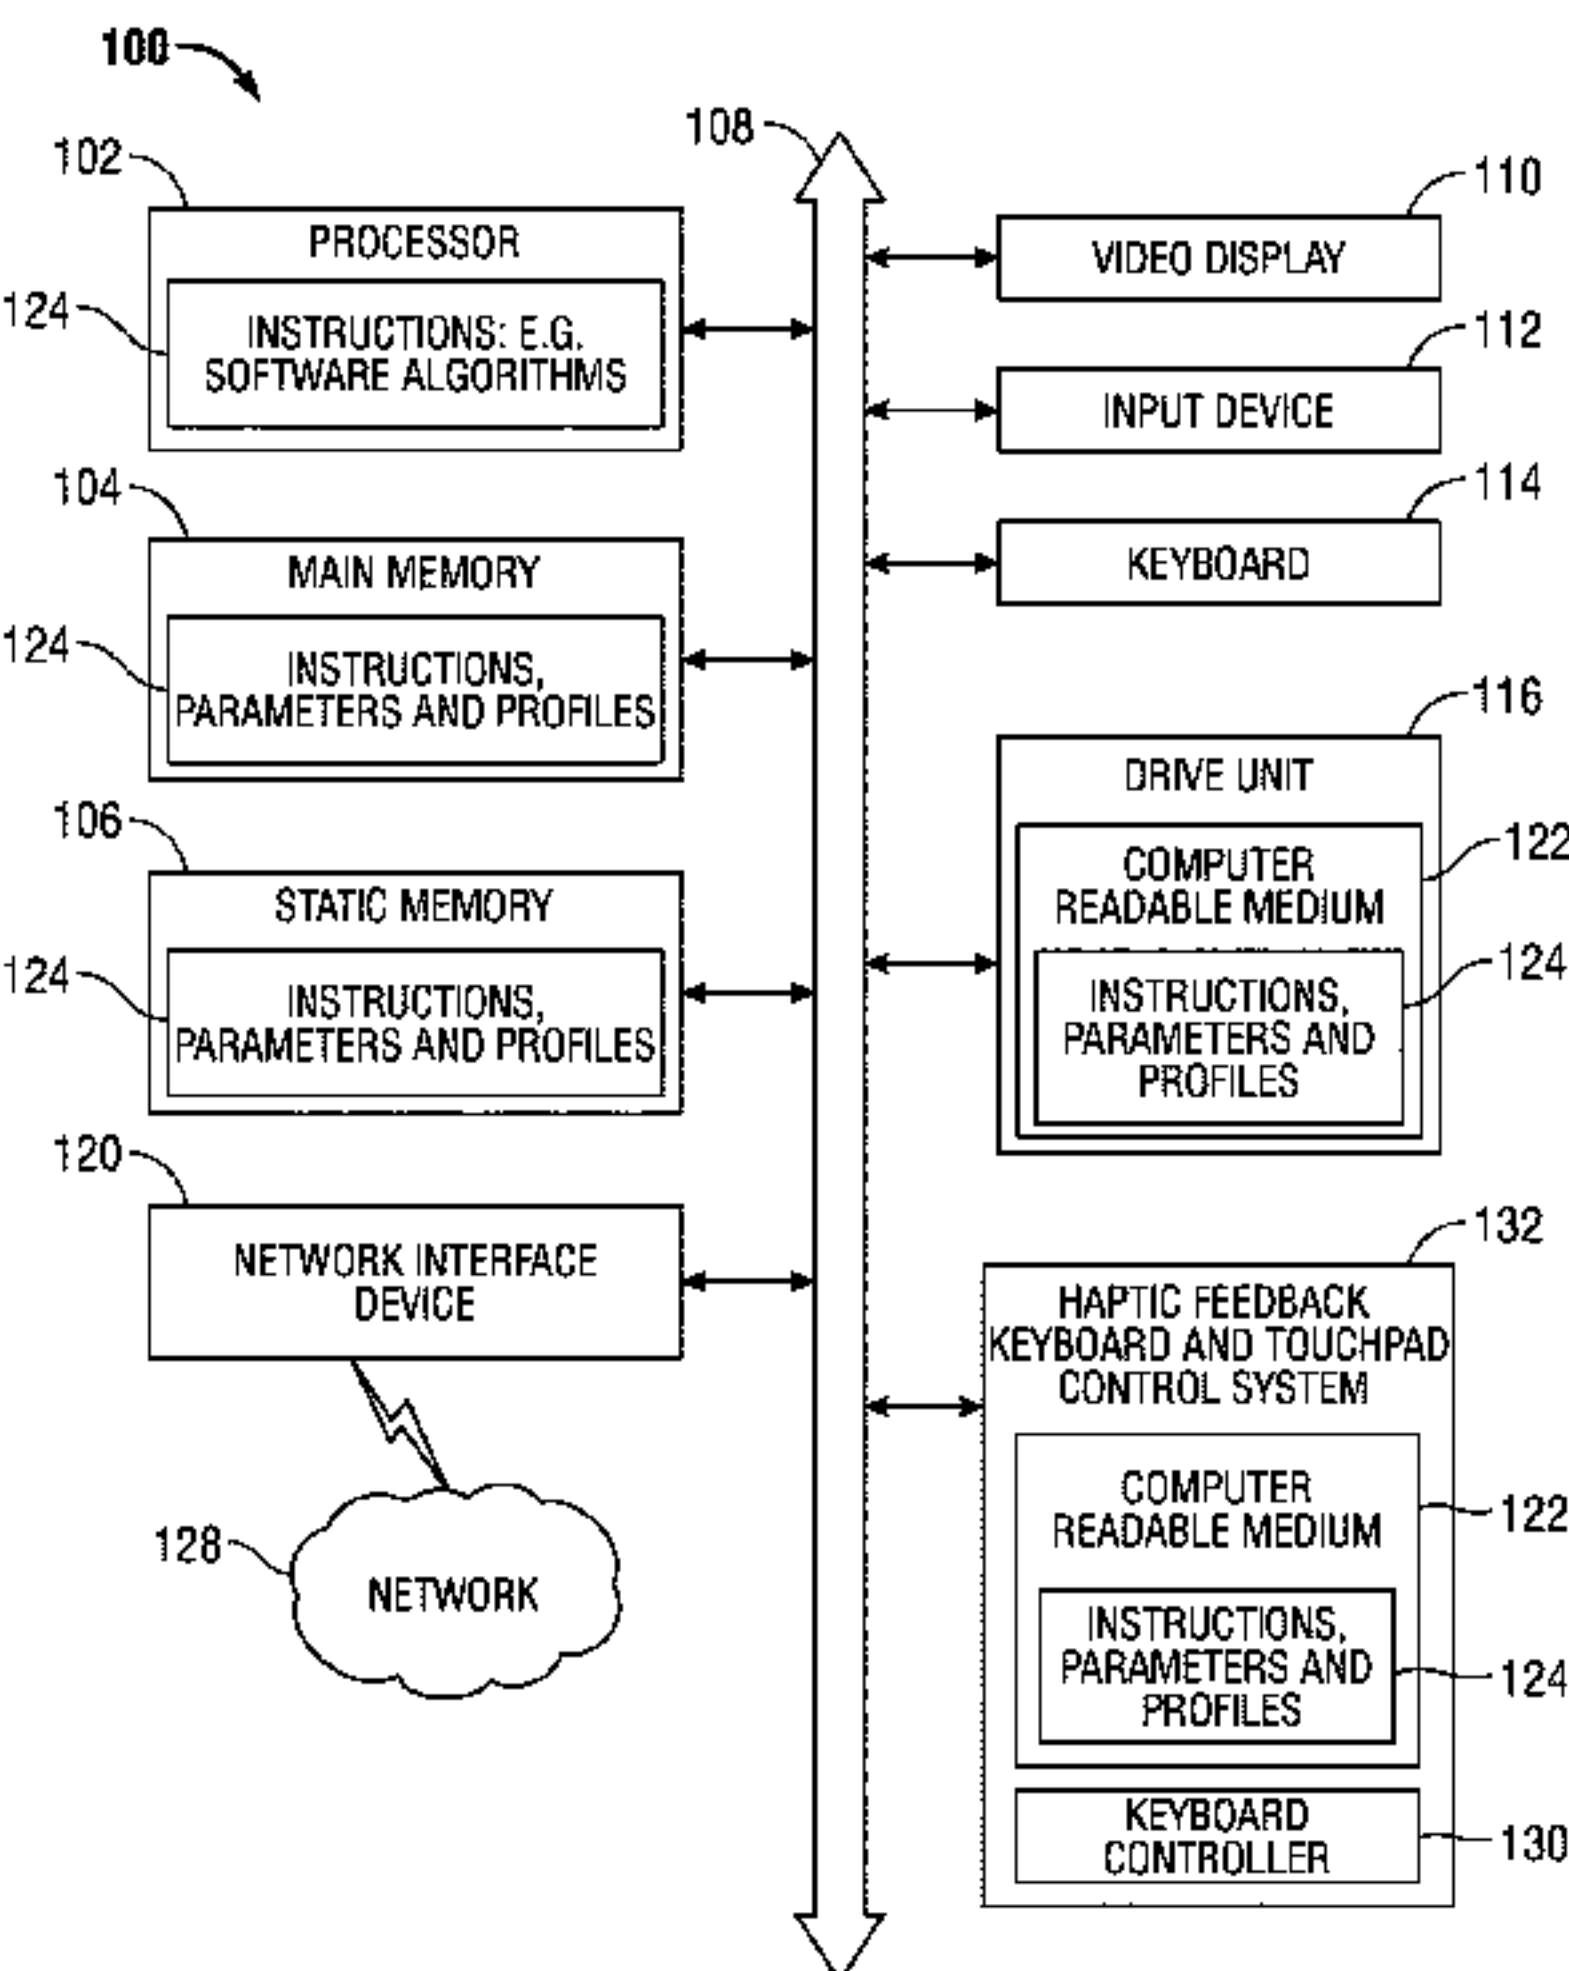 100
108
102
PROCESSOR
124
INSTRUCTIONS: E.G.
SOFTWARE ALGORITHMS
104
MAIN MEMORY
124
INSTRUCTIONS,
PARAMETERS AND PROFILES
106
STATIC MEMORY
124
INSTRUCTIONS,
PARAMETERS AND PROFILES
120
NETWORK INTERFACE
DEVICE
128
NETWORK
110
VIDEO DISPLAY
112
INPUT DEVICE
114
KEYBOARD
116
DRIVE UNIT
122
COMPUTER
READABLE MEDIUM
124
INSTRUCTIONS,
PARAMETERS AND
PROFILES
132
HAPTIC FEEDBACK
KEYBOARD AND TOUCHPAD
CONTROL SYSTEM
COMPUTER
READABLE MEDIUM
122
INSTRUCTIONS,
PARAMETERS AND
PROFILES
124
KEYBOARD
CONTROLLER
130